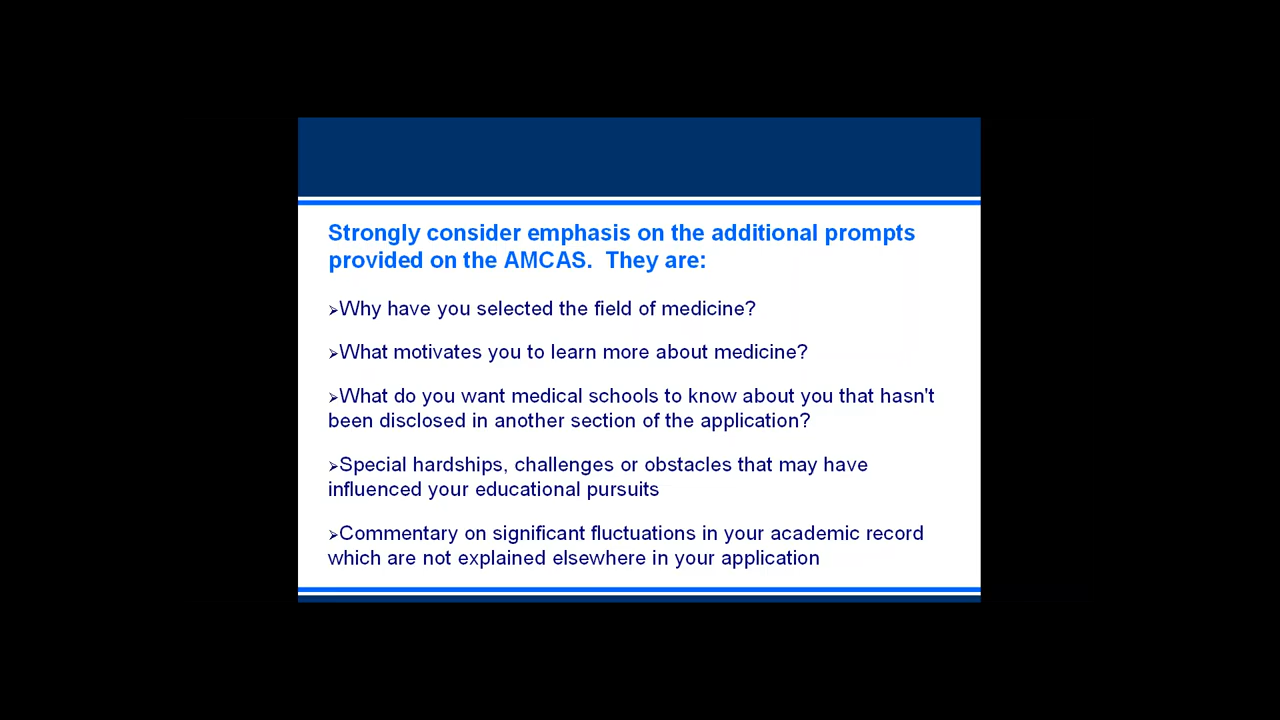 Strongly consider emphasis on the additional prompts
provided on the AMCAS.  They are:
➢Why have you selected the field of medicine?
➢What motivates you to learn more about medicine?
➢What do you want medical schools to know about you that hasn't
been disclosed in another section of the application?
➢Special hardships, challenges or obstacles that may have
influenced your educational pursuits
➢Commentary on significant fluctuations in your academic record
which are not explained elsewhere in your application